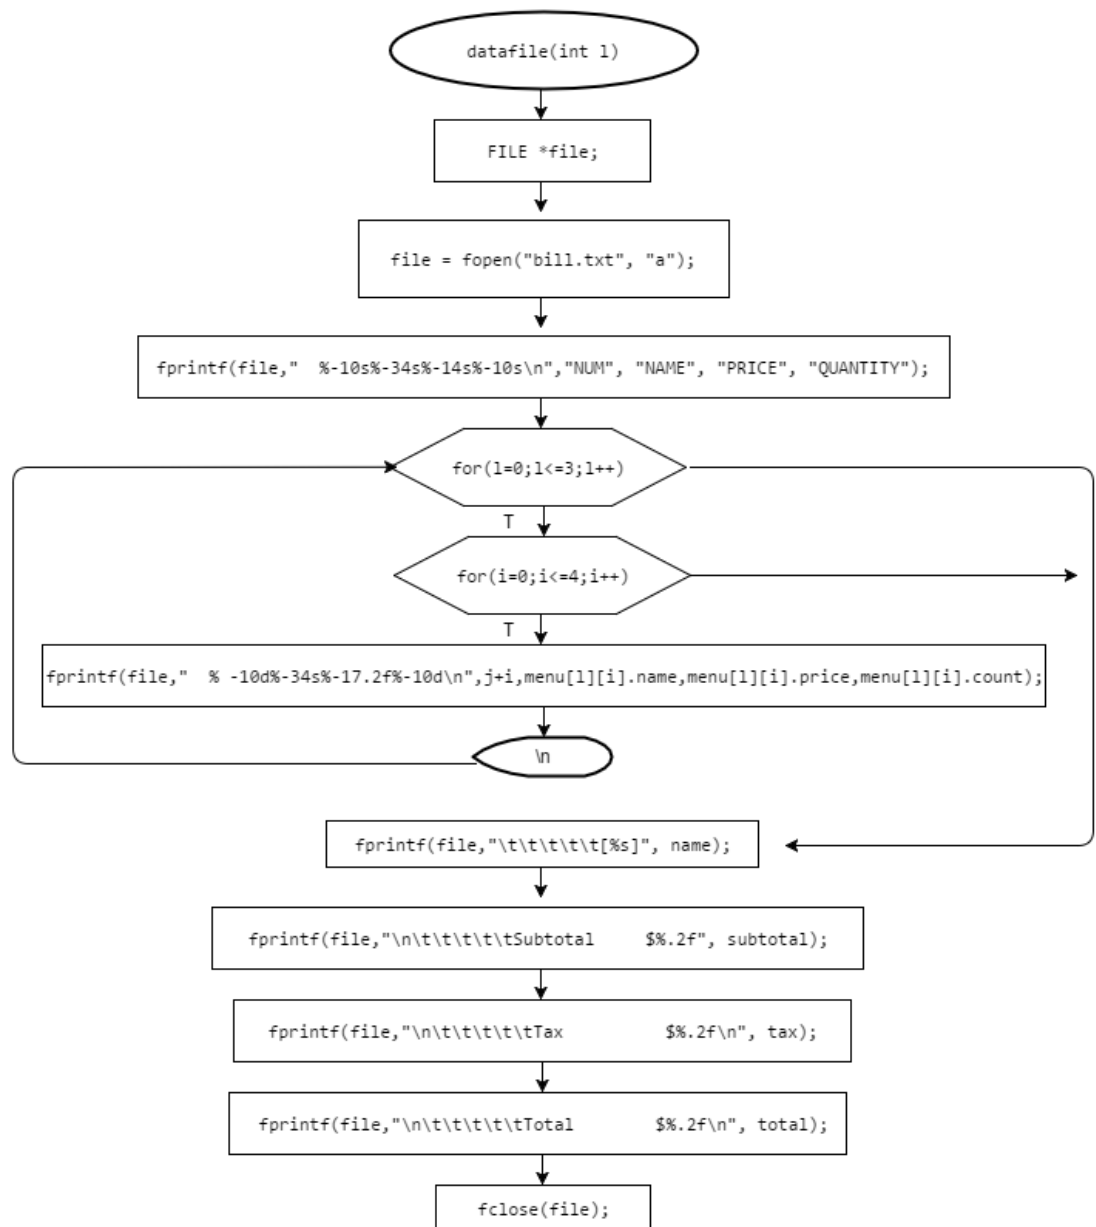 datafile(int l)
FILE *file;
file = fopen("bill.txt", "a");
fprintf(file,"  %-10s%-34s%-14s%-10s\n","NUM", "NAME", "PRICE", "QUANTITY");
for(l=0;l<=3;l++)
T
for(i=0;i<=4;i++)
T
fprintf(file,"  % -10d%-34s%-17.2f%-10d\n",j+i,menu[l][i].name,menu[l][i].price,menu[l][i].count);
\n
fprintf(file,"\t\t\t\t\t[%s]", name);
fprintf(file,"\n\t\t\t\t\tSubtotal     $%.2f", subtotal);
fprintf(file,"\n\t\t\t\t\tTax          $%.2f\n", tax);
fprintf(file,"\n\t\t\t\t\tTotal        $%.2f\n", total);
fclose(file);